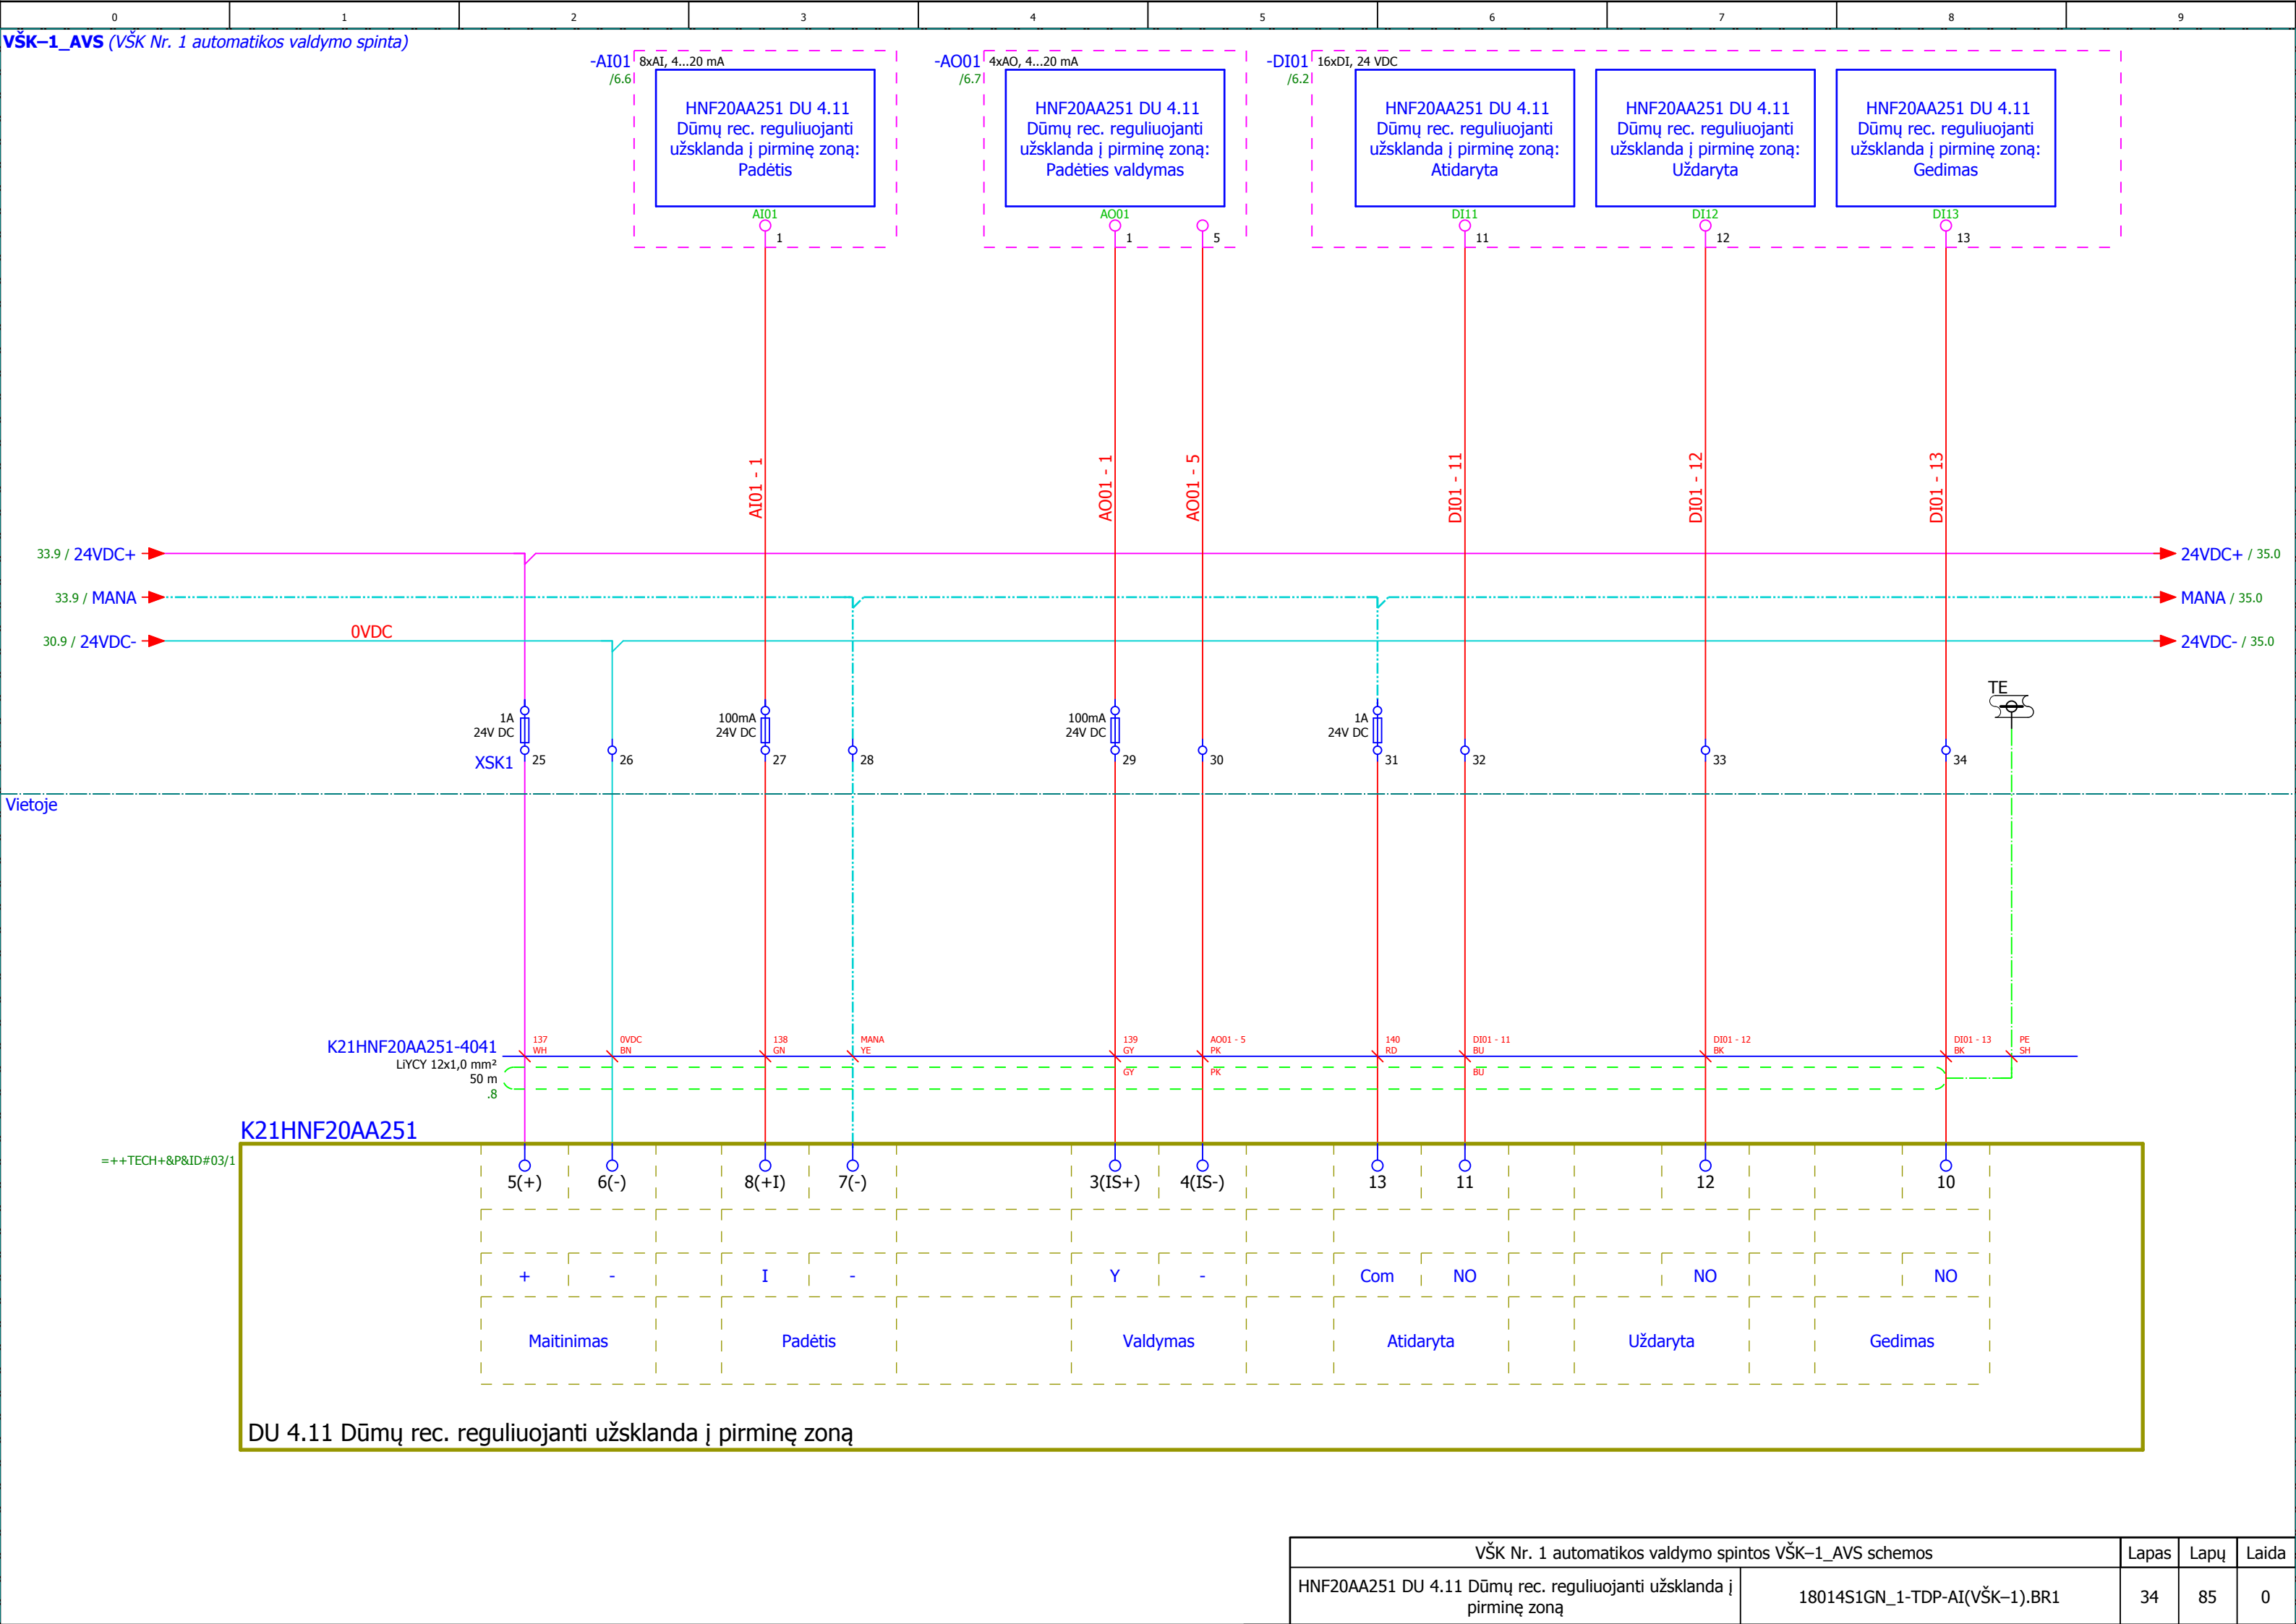 0 1 2 3 4 5 6 7 8 9
VŠK–1_AVS (VŠK Nr. 1 automatikos valdymo spinta)
-AI01 8xAI, 4...20 mA
/6.6
HNF20AA251 DU 4.11
Dūmų rec. reguliuojanti
užsklanda į pirminę zoną:
Padėtis
AI01
1
-AO01 4xAO, 4...20 mA
/6.7
HNF20AA251 DU 4.11
Dūmų rec. reguliuojanti
užsklanda į pirminę zoną:
Padėties valdymas
AO01
1 5
-DI01 16xDI, 24 VDC
/6.2
HNF20AA251 DU 4.11
Dūmų rec. reguliuojanti
užsklanda į pirminę zoną:
Atidaryta
DI11
11
HNF20AA251 DU 4.11
Dūmų rec. reguliuojanti
užsklanda į pirminę zoną:
Uždaryta
DI12
12
HNF20AA251 DU 4.11
Dūmų rec. reguliuojanti
užsklanda į pirminę zoną:
Gedimas
DI13
13
AI01 - 1
AO01 - 1
AO01 - 5
DI01 - 11
DI01 - 12
DI01 - 13
33.9 / 24VDC+ 24VDC+ / 35.0
33.9 / MANA MANA / 35.0
30.9 / 24VDC- 0VDC 24VDC- / 35.0
TE
1A 100mA 100mA 1A
24V DC 24V DC 24V DC 24V DC
XSK1 25 26 27 28 29 30 31 32 33 34
Vietoje
137 0VDC 138 MANA 139 AO01 - 5 140 DI01 - 11 DI01 - 12 DI01 - 13 PE
K21HNF20AA251-4041 WH BN GN YE GY PK RD BU BK BK SH
LiYCY 12x1,0 mm²
GY PK BU
50 m
.8
K21HNF20AA251
=++TECH+&P&ID#03/1
5(+) 6(-) 8(+I) 7(-) 3(IS+) 4(IS-) 13 11 12 10
+ - I - Y - Com NO NO NO
Maitinimas Padėtis Valdymas Atidaryta Uždaryta Gedimas
DU 4.11 Dūmų rec. reguliuojanti užsklanda į pirminę zoną
VŠK Nr. 1 automatikos valdymo spintos VŠK–1_AVS schemos Lapas Lapų Laida
HNF20AA251 DU 4.11 Dūmų rec. reguliuojanti užsklanda į
pirminę zoną
18014S1GN_1-TDP-AI(VŠK–1).BR1 34 85 0